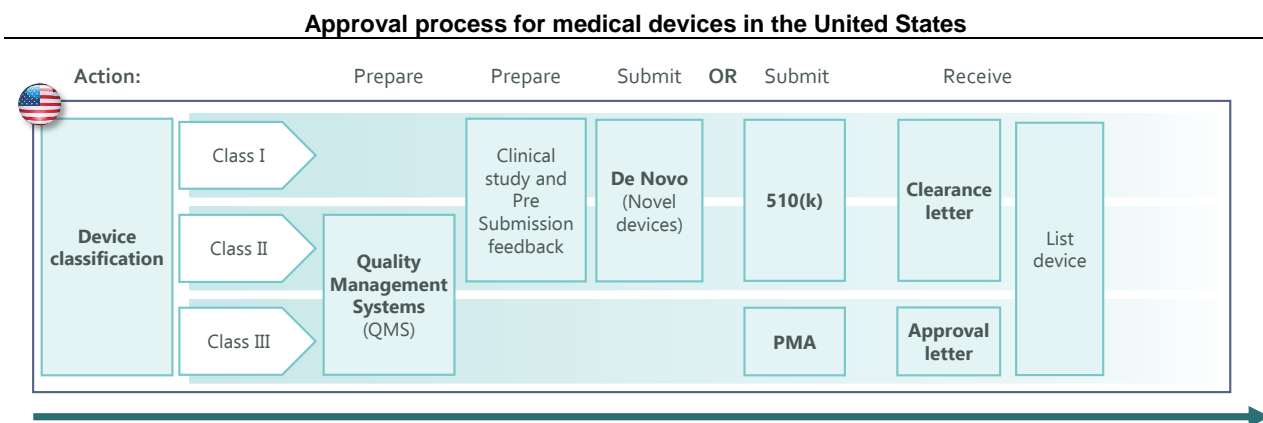 Approval process for medical devices in the United States
Action: Prepare Prepare Submit OR Submit Receive
Device
classification
Class I
Class II
Class III
Quality
Management
Systems
(QMS)
Clinical
study and
Pre
Submission
feedback
De Novo
(Novel
devices)
510(k)
PMA
Clearance
letter
Approval
letter
List
device